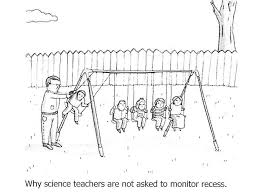 Why science teachers are not asked to monitor recess.